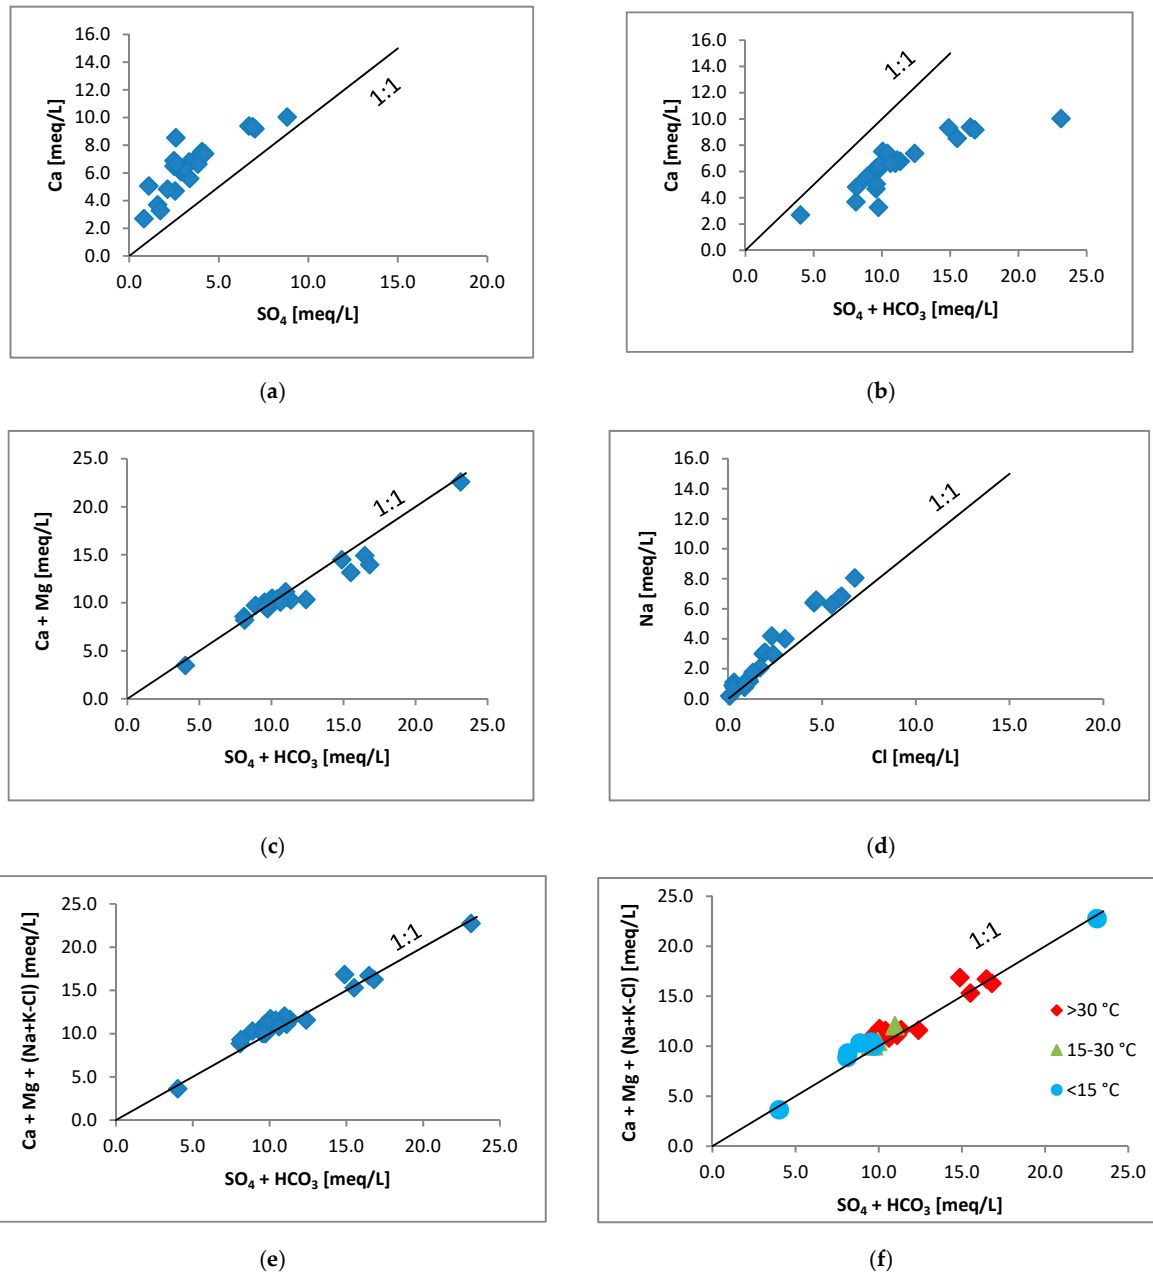 16.0
14.0
12.0
10.0
8.0
6.0
4.0
2.0
0.0
Ca [meq/L]
1:1
0.0 5.0 10.0 15.0 20.0
SO₄ [meq/L]
(a)
16.0
14.0
12.0
10.0
8.0
6.0
4.0
2.0
0.0
Ca [meq/L]
1:1
0.0 5.0 10.0 15.0 20.0 25.0
SO₄ + HCO₃ [meq/L]
(b)
25.0
20.0
15.0
10.0
5.0
0.0
Ca + Mg [meq/L]
1:1
0.0 5.0 10.0 15.0 20.0 25.0
SO₄ + HCO₃ [meq/L]
(c)
16.0
14.0
12.0
10.0
8.0
6.0
4.0
2.0
0.0
Na [meq/L]
1:1
0.0 5.0 10.0 15.0 20.0
Cl [meq/L]
(d)
25.0
20.0
15.0
10.0
5.0
0.0
Ca + Mg + (Na+K-Cl) [meq/L]
1:1
0.0 5.0 10.0 15.0 20.0 25.0
SO₄ + HCO₃ [meq/L]
(e)
25.0
20.0
15.0
10.0
5.0
0.0
Ca + Mg + (Na+K-Cl) [meq/L]
1:1
>30 °C
15-30 °C
<15 °C
0.0 5.0 10.0 15.0 20.0 25.0
SO₄ + HCO₃ [meq/L]
(f)